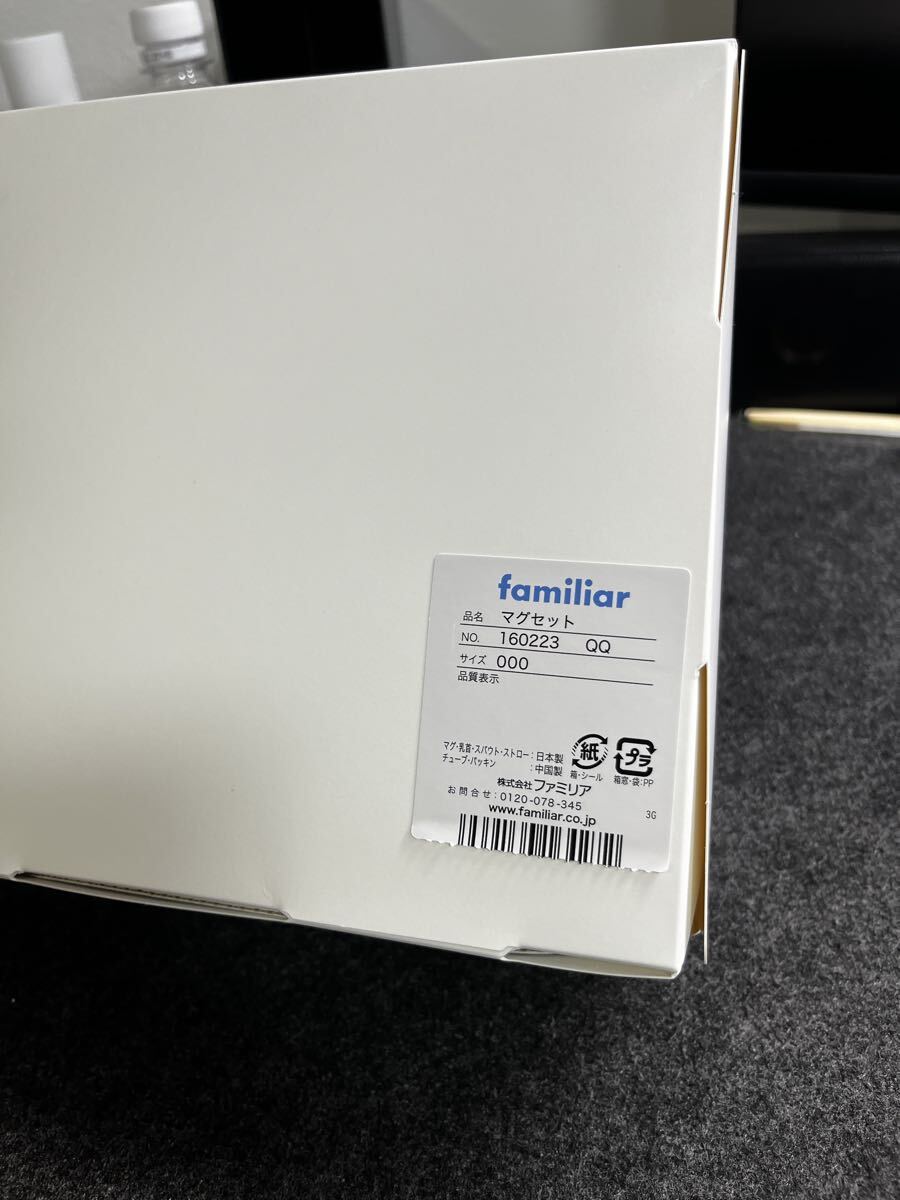 familiar
品名 マグセット
NO. 160223 QQ
サイズ 000
品質表示
マグ・乳首・スパウト・ストロー：日本製
チューブ・パッキン ：中国製
紙
箱・シール
プラ
箱窓・袋：PP
株式会社 ファミリア
お問合せ：0120-078-345
www.familiar.co.jp
3G